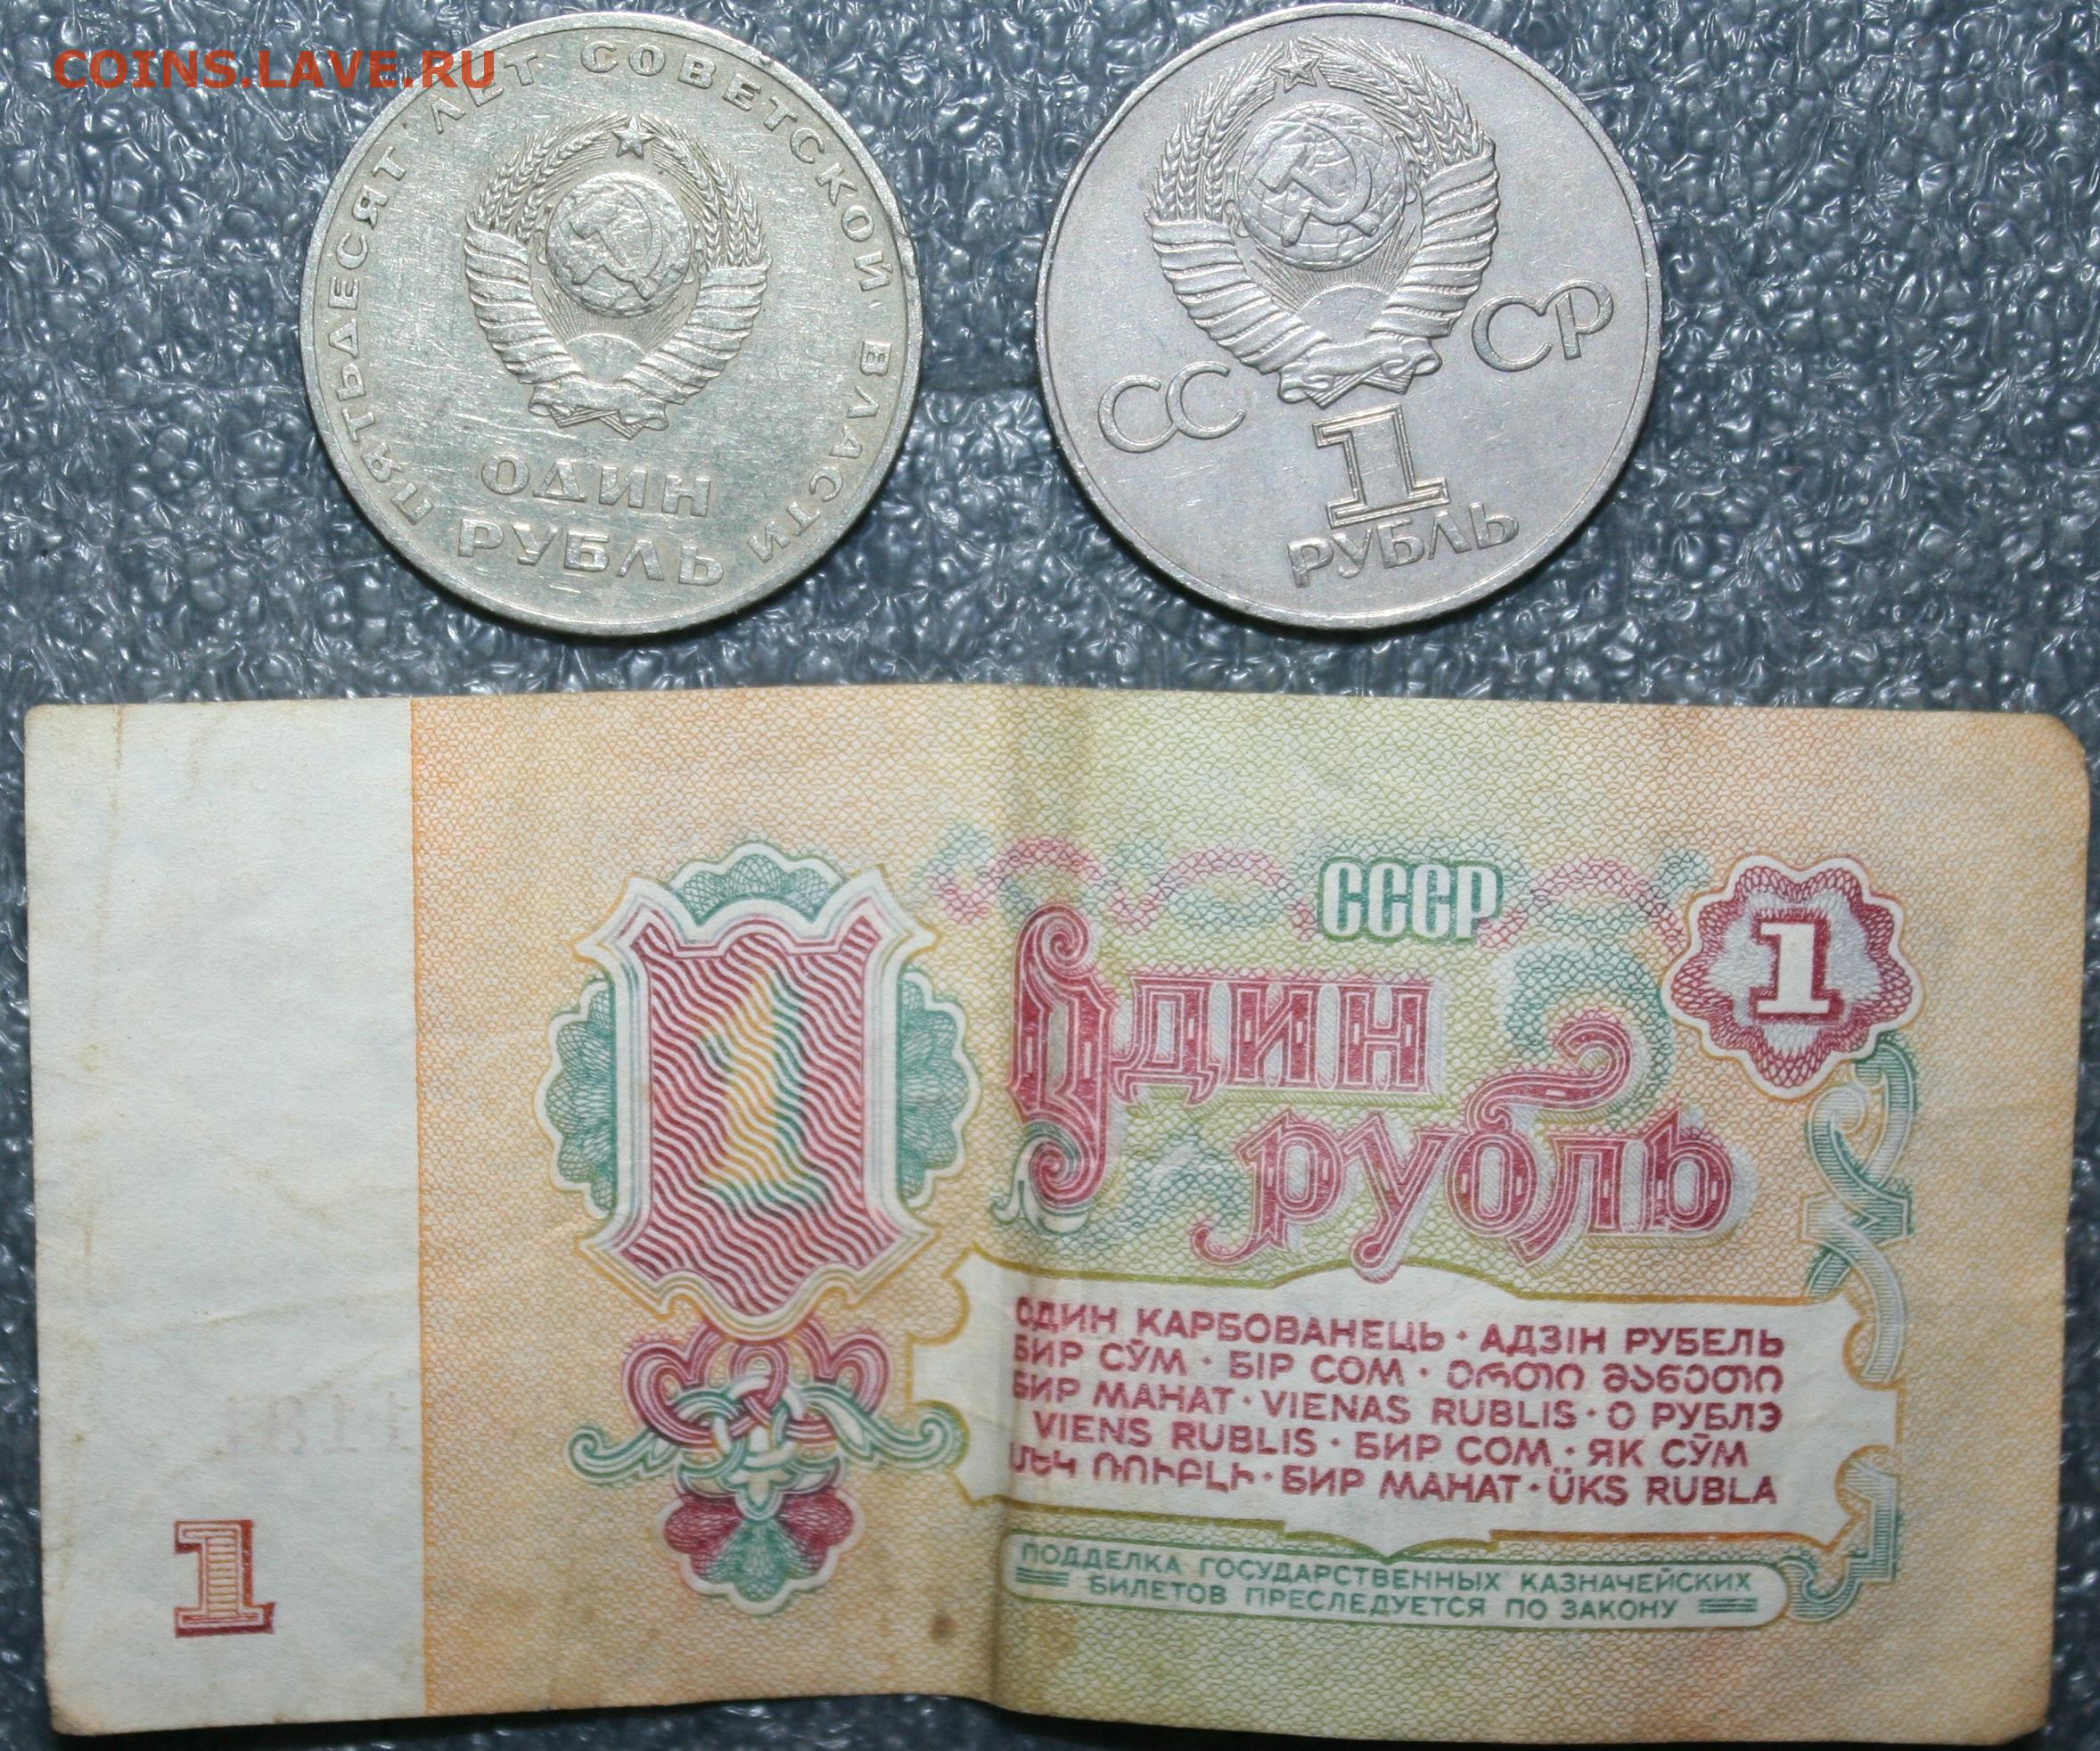 COINS.LAVE.RU
ПЯТЬДЕСЯТ ЛЕТ СОВЕТСКОЙ ВЛАСТИ
ОДИН
РУБЛЬ
СС СР
1
РУБЛЬ
СССР
1
1
Один
рубль
ОДИН КАРБОВАНЕЦЬ · АДЗІН РУБЕЛЬ
БИР СЎМ · БІР СОМ · ერთი მანეთი
БИР МАНАТ · VIENAS RUBLIS · О РУБЛЭ
VIENS RUBLIS · БИР СОМ · ЯК СӮМ
ՄԵԿ ՌՈՒԲԼԻ · БИР МАНАТ · ÜKS RUBLA
ПОДДЕЛКА ГОСУДАРСТВЕННЫХ КАЗНАЧЕЙСКИХ
БИЛЕТОВ ПРЕСЛЕДУЕТСЯ ПО ЗАКОНУ
1